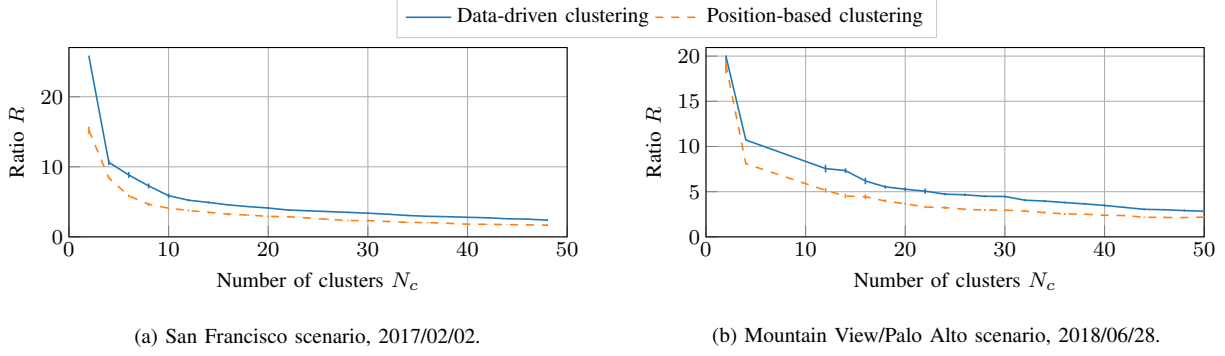 Data-driven clustering Position-based clustering
20
10
0
0 10 20 30 40 50
Ratio R
Number of clusters N_c
(a) San Francisco scenario, 2017/02/02.
20
15
10
5
0
0 10 20 30 40 50
Ratio R
Number of clusters N_c
(b) Mountain View/Palo Alto scenario, 2018/06/28.